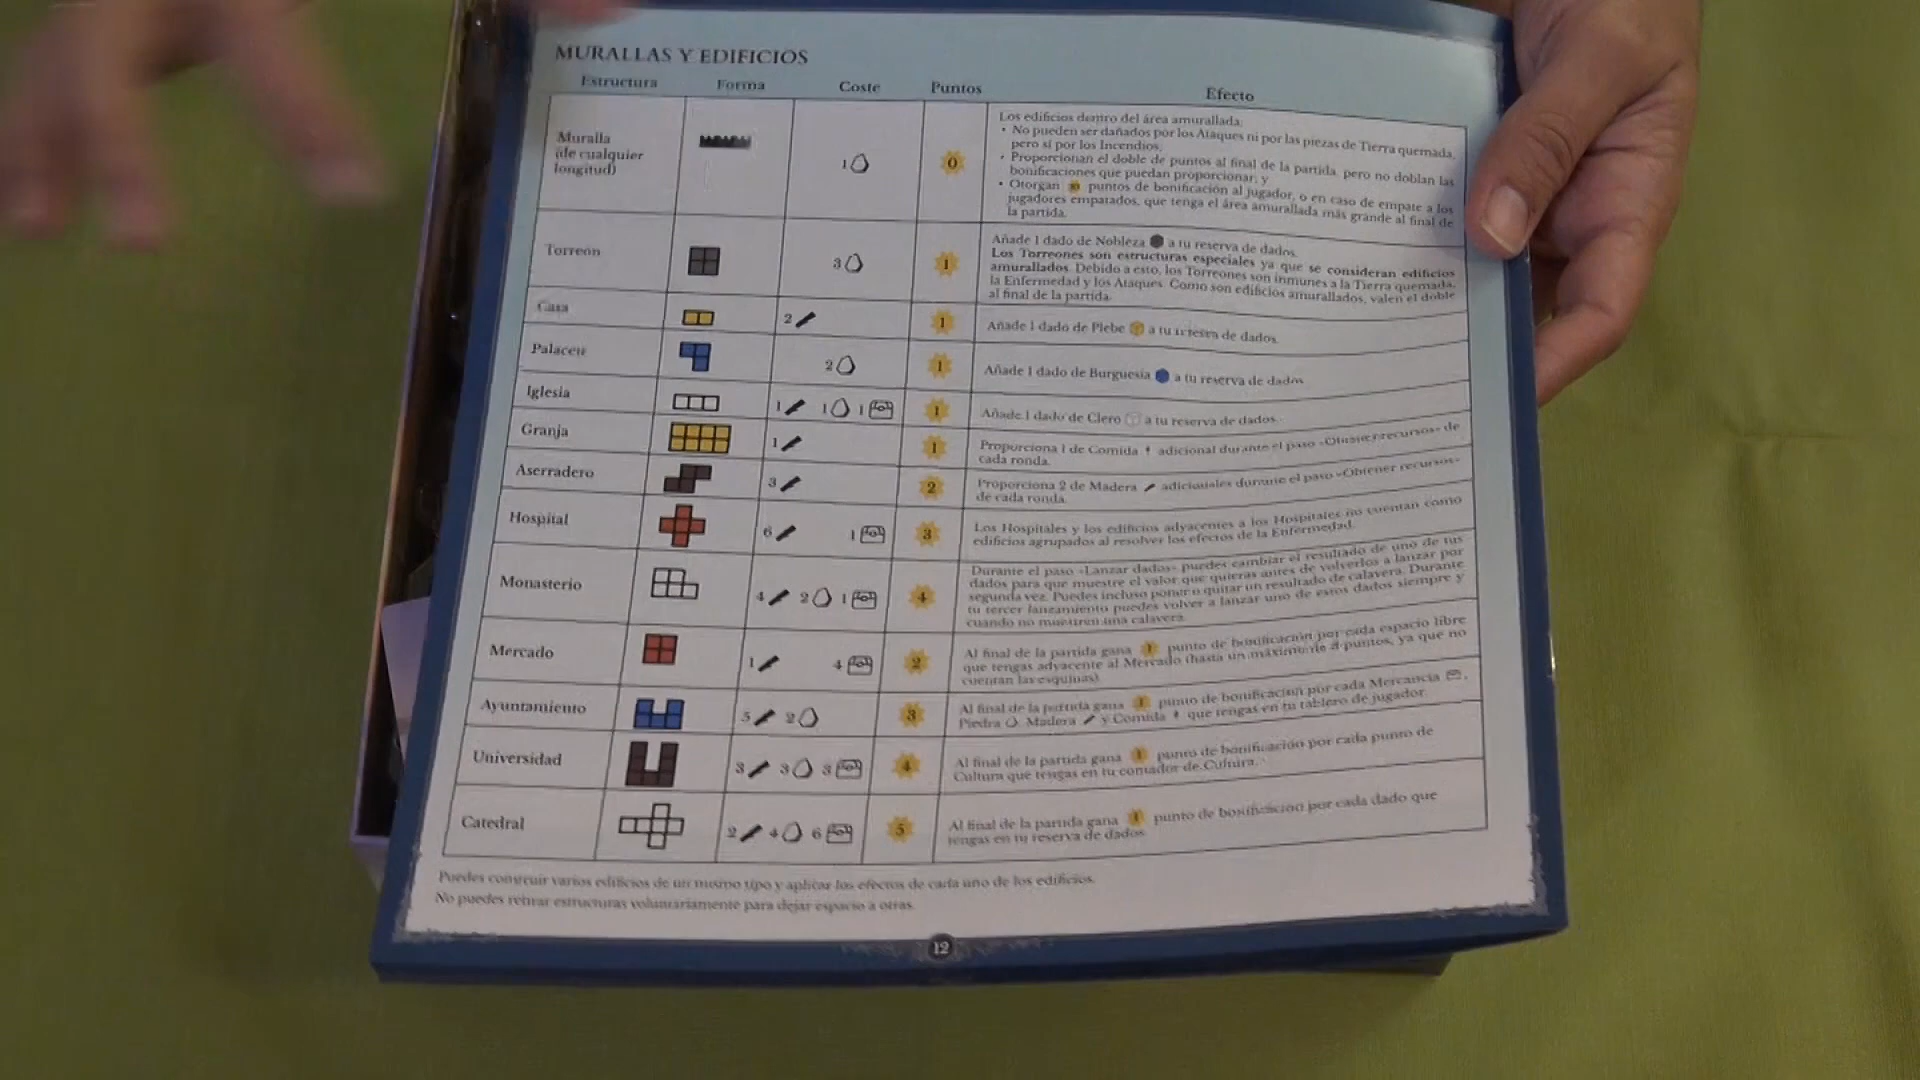 MURALLAS Y EDIFICIOS
Estructura Forma Coste Puntos Efecto
Muralla
(de cualquier
longitud)
1
0
Los edificios dentro del área amurallada:
• No pueden ser dañados por los Ataques ni por las piezas de Tierra quemada,
pero sí por los Incendios;
• Proporcionan el doble de puntos al final de la partida, pero no doblan las
bonificaciones que puedan proporcionar; y
• Otorgan puntos de bonificación al jugador, o en caso de empate a los
jugadores empatados, que tenga el área amurallada más grande al final de
la partida.
Torreón
3
1
Añade 1 dado de Nobleza a tu reserva de dados.
Los Torreones son estructuras especiales ya que se consideran edificios
amurallados. Debido a esto, los Torreones son inmunes a la Tierra quemada,
la Enfermedad y los Ataques. Como son edificios amurallados, valen el doble
al final de la partida.
Casa
2
1
Añade 1 dado de Plebe a tu reserva de dados.
Palacete
2
1
Añade 1 dado de Burguesía a tu reserva de dados.
Iglesia
1 1 1
1
Añade 1 dado de Clero a tu reserva de dados.
Granja
1
1
Proporciona 1 de Comida adicional durante el paso «Obtener recursos» de
cada ronda.
Aserradero
3
2
Proporciona 2 de Madera adicionales durante el paso «Obtener recursos»
de cada ronda.
Hospital
6 1
3
Los Hospitales y los edificios adyacentes a los Hospitales no cuentan como
edificios agrupados al resolver los efectos de la Enfermedad.
Monasterio
4 2 1
4
Durante el paso «Lanzar dados» puedes cambiar el resultado de uno de tus
dados para que muestre el valor que quieras antes de volverlos a lanzar por
segunda vez. Puedes incluso poner o quitar un resultado de calavera. Durante
tu tercer lanzamiento puedes volver a lanzar uno de estos dados siempre y
cuando no muestren una calavera.
Mercado
1 4
2
Al final de la partida gana 1 punto de bonificación por cada espacio libre
que tengas adyacente al Mercado (hasta un máximo de puntos, ya que no
cuentan las esquinas).
Ayuntamiento
5 2
3
Al final de la partida gana 1 punto de bonificación por cada Mercancía ,
Piedra , Madera y Comida que tengas en tu tablero de jugador.
Universidad
3 3 3
4
Al final de la partida gana 1 punto de bonificación por cada punto de
Cultura que tengas en tu contador de Cultura.
Catedral
2 4 6
5
Al final de la partida gana 1 punto de bonificación por cada dado que
tengas en tu reserva de dados.
Puedes construir varios edificios de un mismo tipo y aplicar los efectos de cada uno de los edificios.
No puedes retirar estructuras voluntariamente para dejar espacio a otras.
12